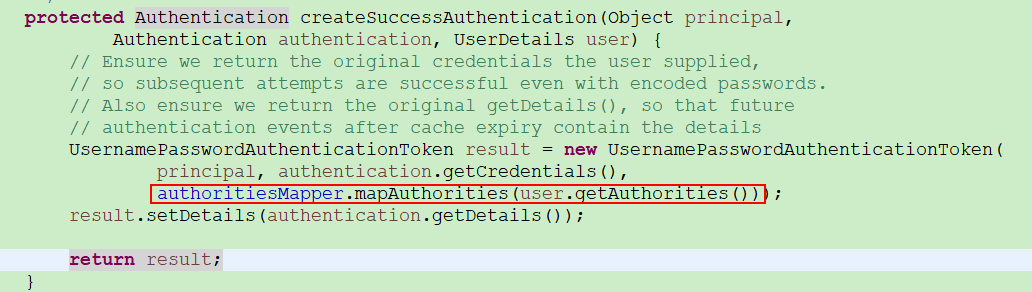 protected Authentication createSuccessAuthentication(Object principal,
Authentication authentication, UserDetails user) {
// Ensure we return the original credentials the user supplied,
// so subsequent attempts are successful even with encoded passwords.
// Also ensure we return the original getDetails(), so that future
// authentication events after cache expiry contain the details
UsernamePasswordAuthenticationToken result = new UsernamePasswordAuthenticationToken(
principal, authentication.getCredentials(),
authoritiesMapper.mapAuthorities(user.getAuthorities()));
result.setDetails(authentication.getDetails());
return result;
}